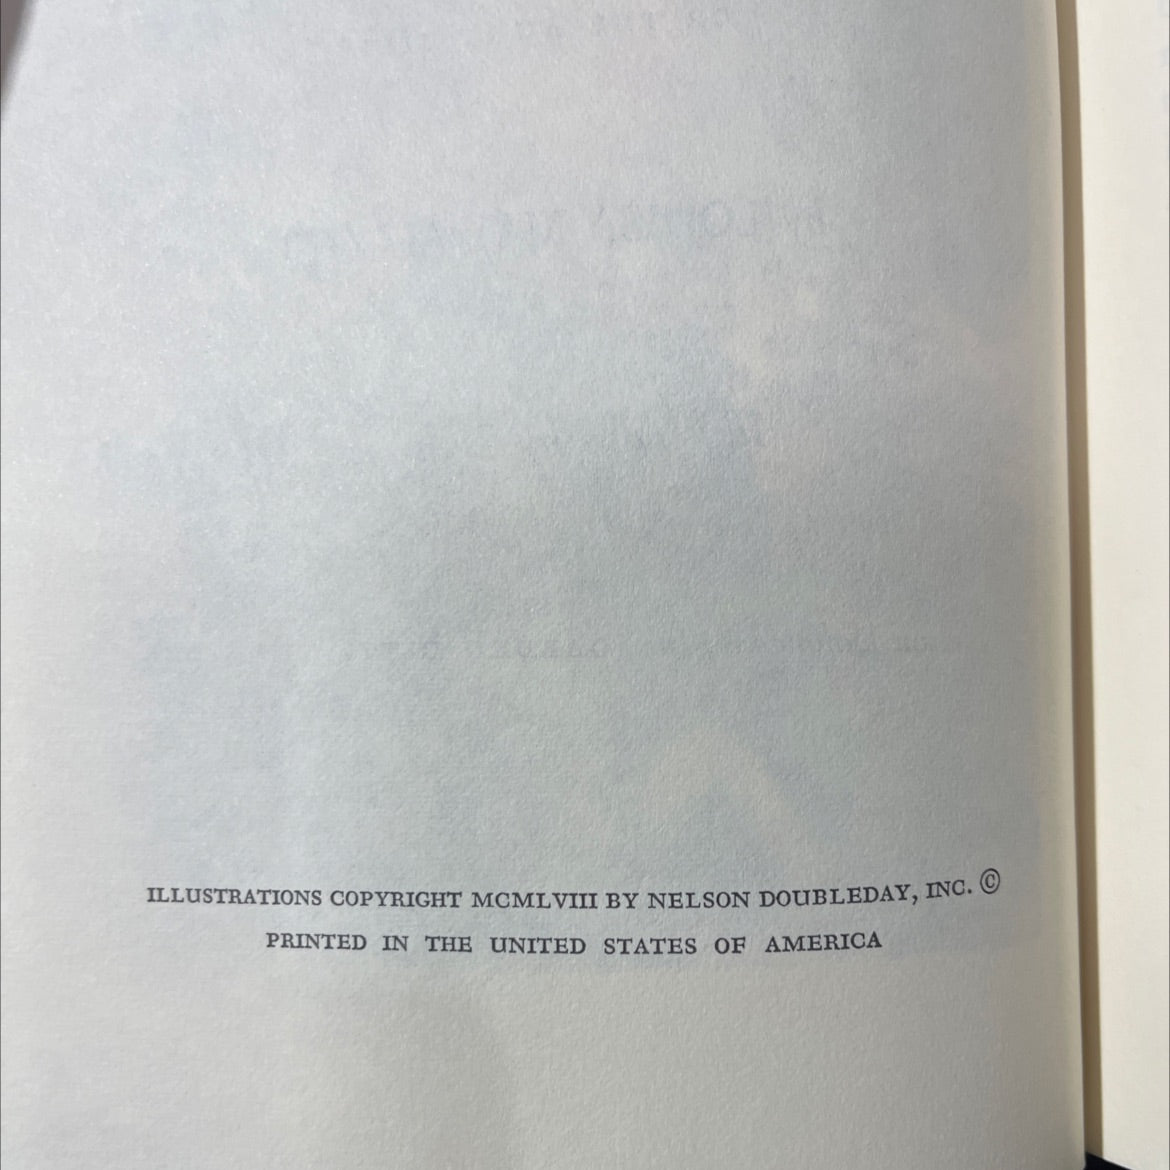 ILLUSTRATIONS COPYRIGHT MCMLVIII BY NELSON DOUBLEDAY, INC. ©
PRINTED IN THE UNITED STATES OF AMERICA